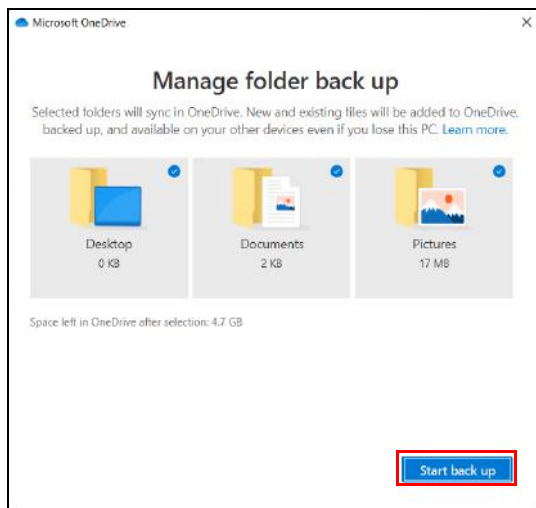 Microsoft OneDrive
Manage folder back up
Selected folders will sync in OneDrive. New and existing files will be added to OneDrive,
backed up, and available on your other devices even if you lose this PC. Learn more.
Desktop
0 KB
Documents
2 KB
Pictures
17 MB
Space left in OneDrive after selection: 4.7 GB
Start back up